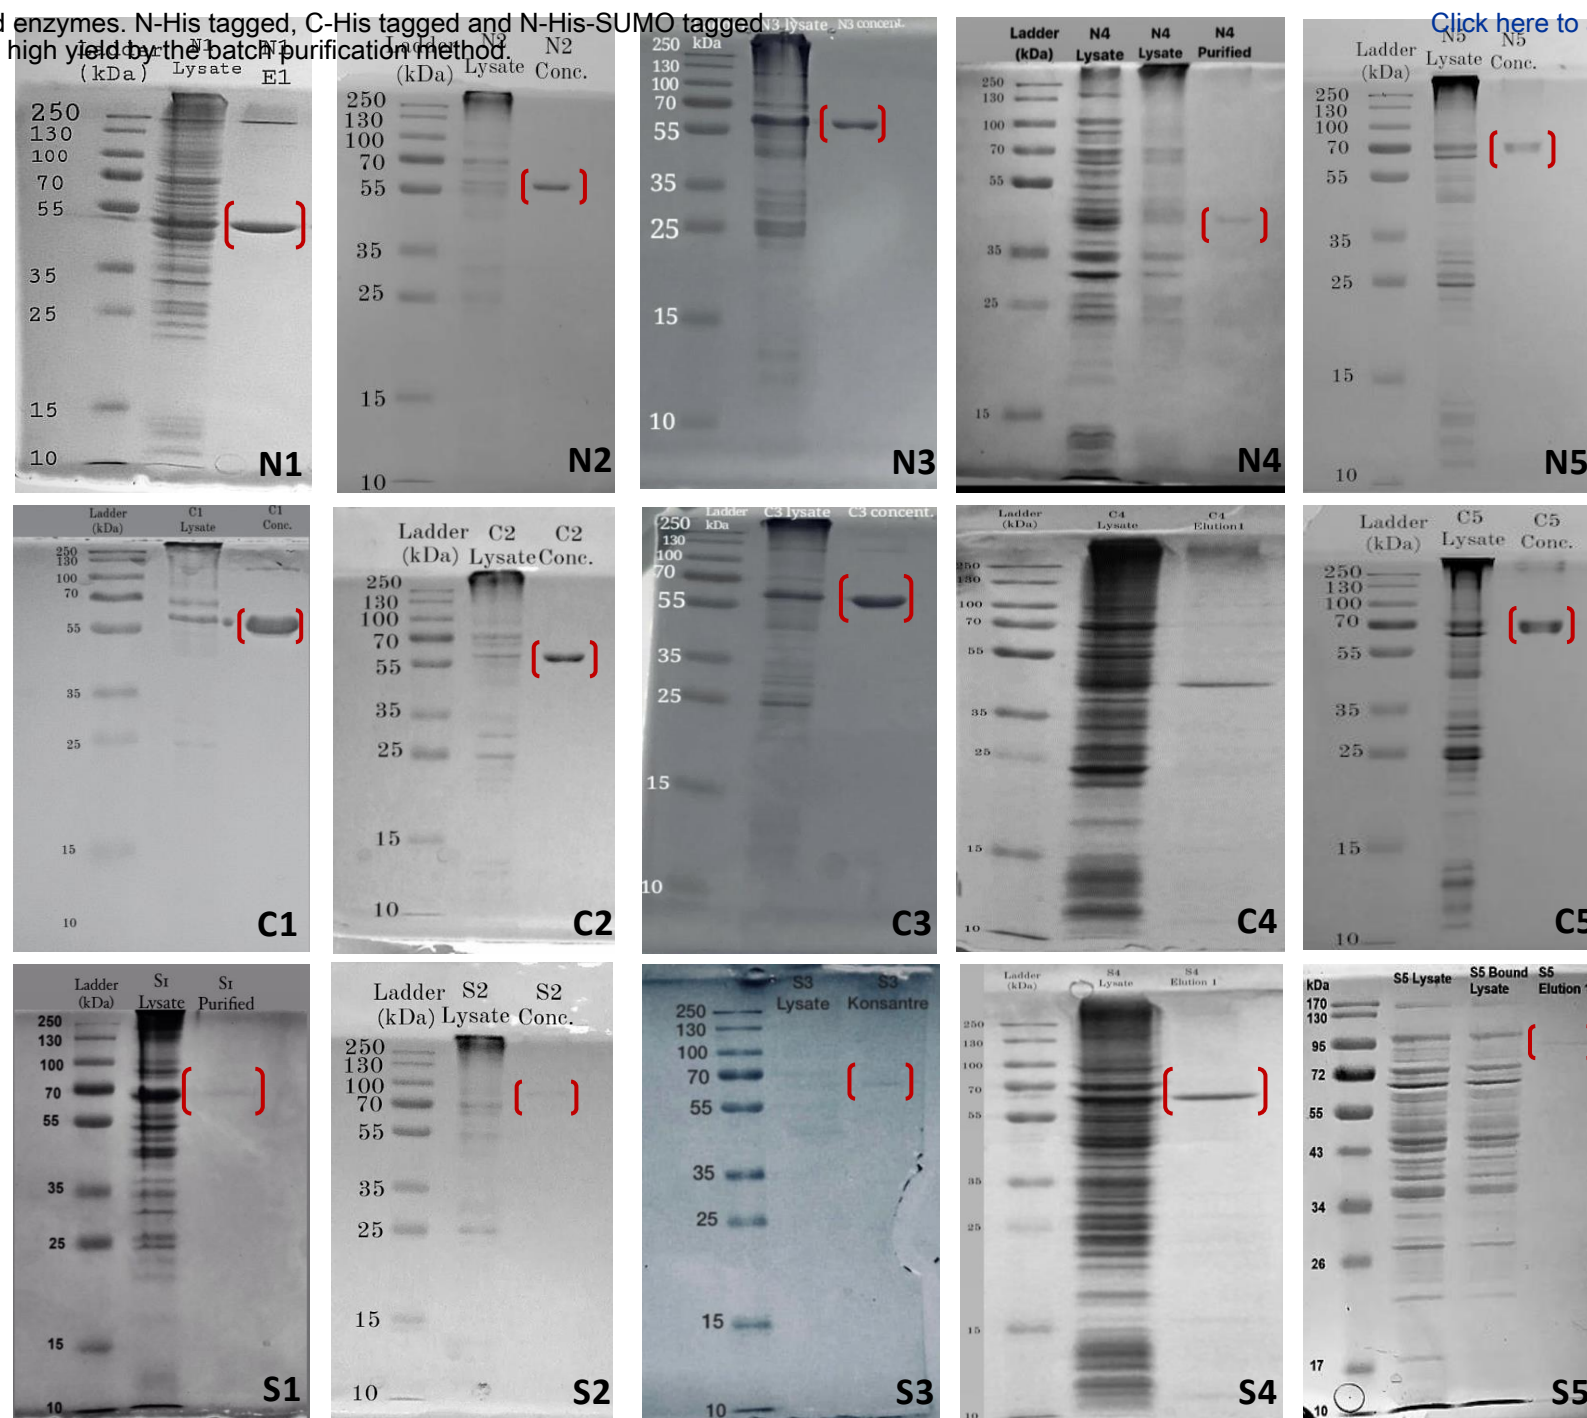 d enzymes. N-His tagged, C-His tagged and N-His-SUMO tagged
high yield by the batch purification method.
Click here to
Ladder (kDa)
N1 Lysate
N1 E1
250
130
100
70
55
35
25
15
10
N1
Ladder (kDa)
N2 Lysate
N2 Conc.
250
130
100
70
55
35
25
15
10
N2
kDa
N3 lysate
N3 concent.
250
130
100
70
55
35
25
15
10
N3
Ladder (kDa)
N4 Lysate
N4 Lysate
N4 Purified
250
130
100
70
55
35
25
15
N4
Ladder (kDa)
N5 Lysate
N5 Conc.
250
130
100
70
55
35
25
15
10
N5
Ladder (kDa)
C1 Lysate
C1 Conc.
250
130
100
70
55
35
25
15
10
C1
Ladder (kDa)
C2 Lysate
C2 Conc.
250
130
100
70
55
35
25
15
10
C2
Ladder kDa
C3 lysate
C3 concent.
250
130
100
70
55
35
25
15
10
C3
Ladder (kDa)
C4 Lysate
C4 Elution1
250
130
100
70
55
35
25
15
10
C4
Ladder (kDa)
C5 Lysate
C5 Conc.
250
130
100
70
55
35
25
15
10
C5
Ladder (kDa)
S1 Lysate
S1 Purified
250
130
100
70
55
35
25
15
10
S1
Ladder (kDa)
S2 Lysate
S2 Conc.
250
130
100
70
55
35
25
15
10
S2
S3 Lysate
S3 Konsantre
250
130
100
70
55
35
25
15
10
S3
Ladder (kDa)
S4 Lysate
S4 Elution 1
250
130
100
70
55
35
25
15
10
S4
kDa
S5 Lysate
S5 Bound Lysate
S5 Elution
170
130
95
72
55
43
34
26
17
10
S5